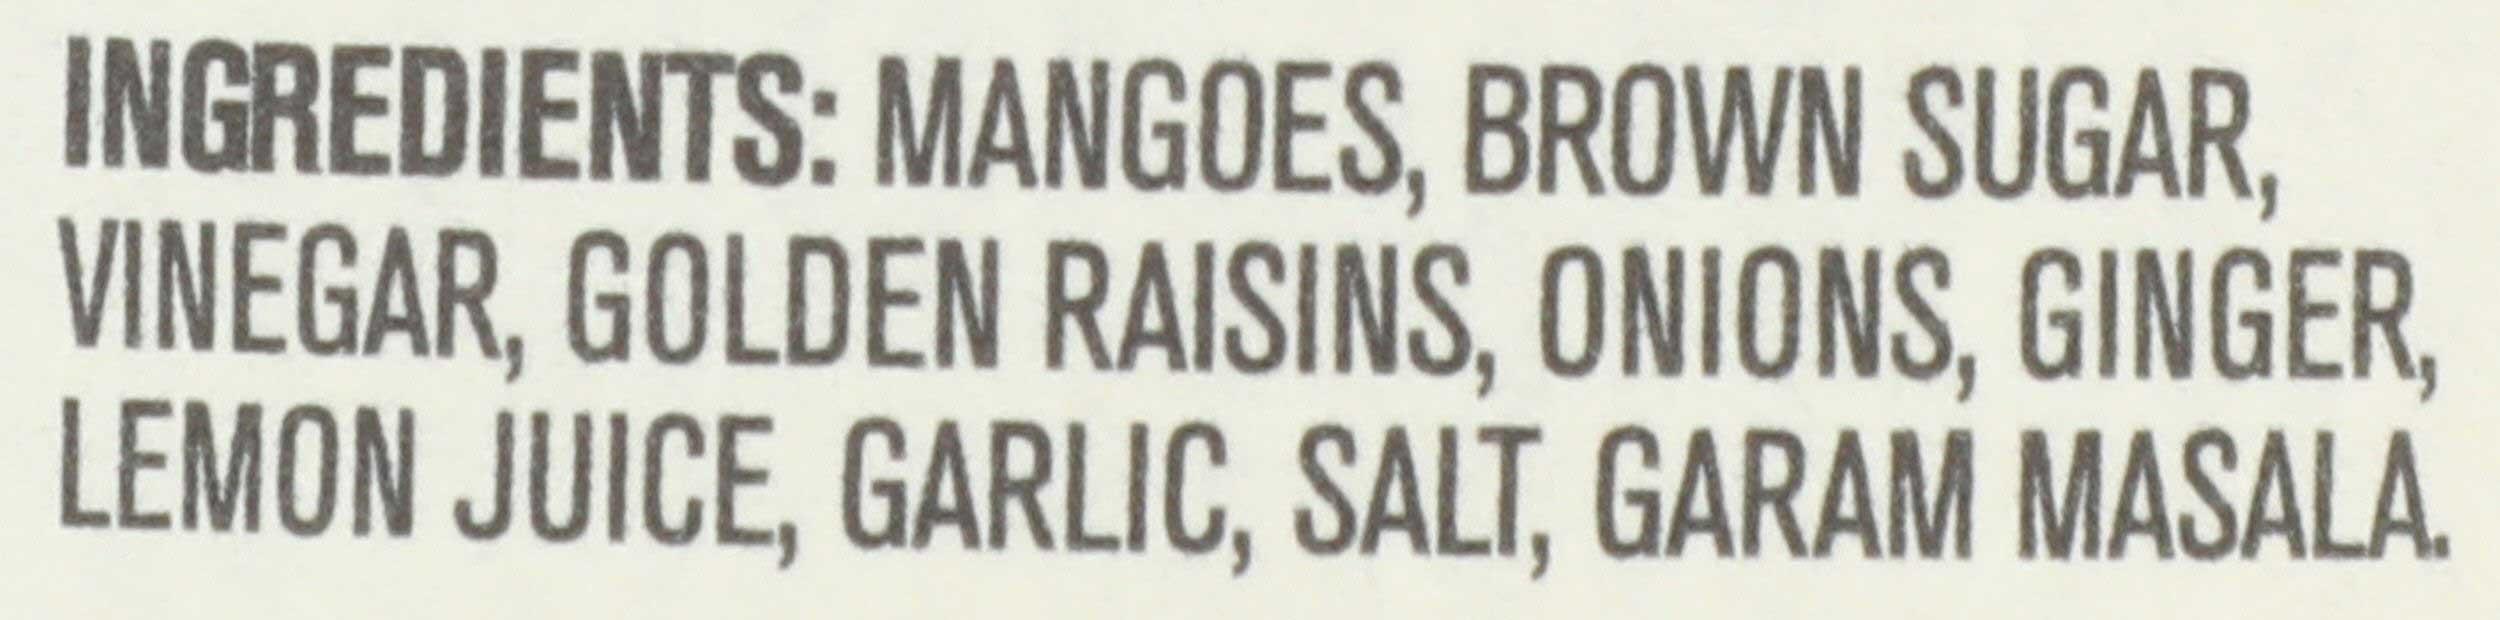 INGREDIENTS: MANGOES, BROWN SUGAR,
VINEGAR, GOLDEN RAISINS, ONIONS, GINGER,
LEMON JUICE, GARLIC, SALT, GARAM MASALA.